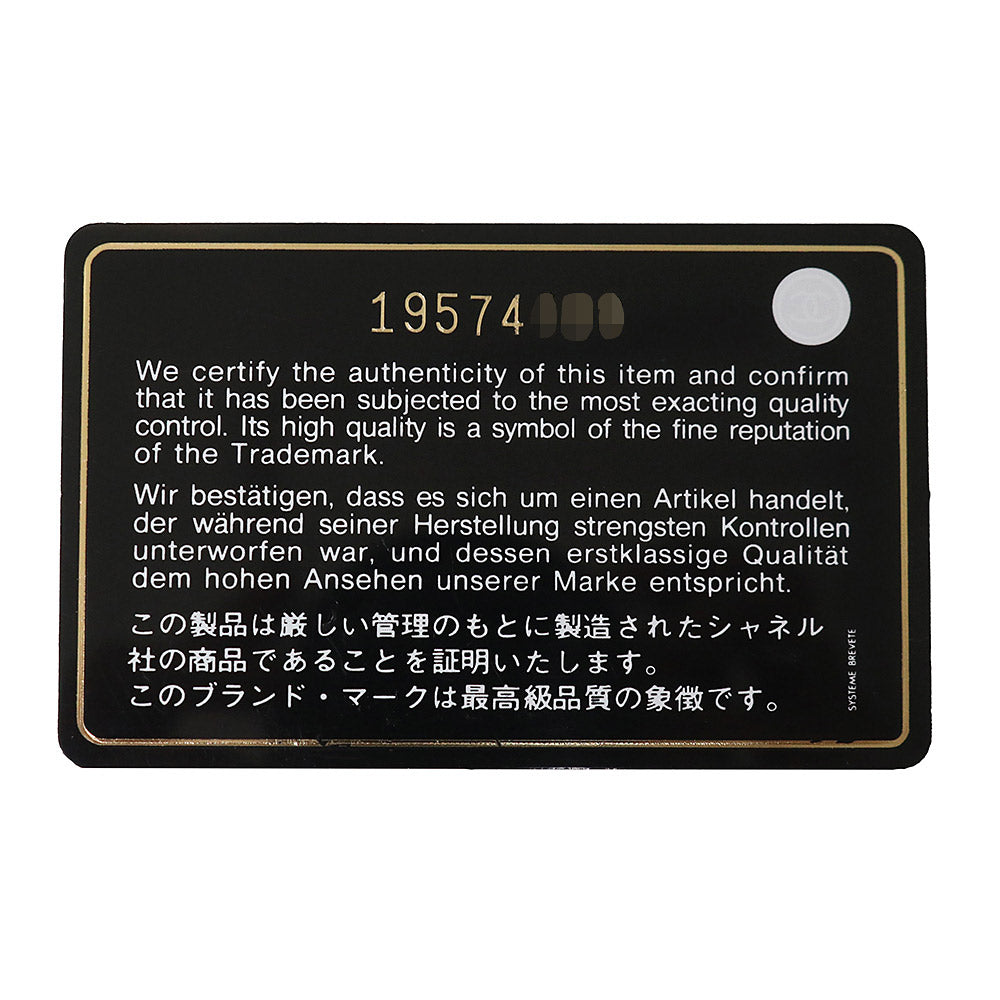 19574
We certify the authenticity of this item and confirm
that it has been subjected to the most exacting quality
control. Its high quality is a symbol of the fine reputation
of the Trademark.
Wir bestätigen, dass es sich um einen Artikel handelt,
der während seiner Herstellung strengsten Kontrollen
unterworfen war, und dessen erstklassige Qualität
dem hohen Ansehen unserer Marke entspricht.
この製品は厳しい管理のもとに製造されたシャネル
社の商品であることを証明いたします。
このブランド・マークは最高級品質の象徴です。
SYSTEME BREVETE